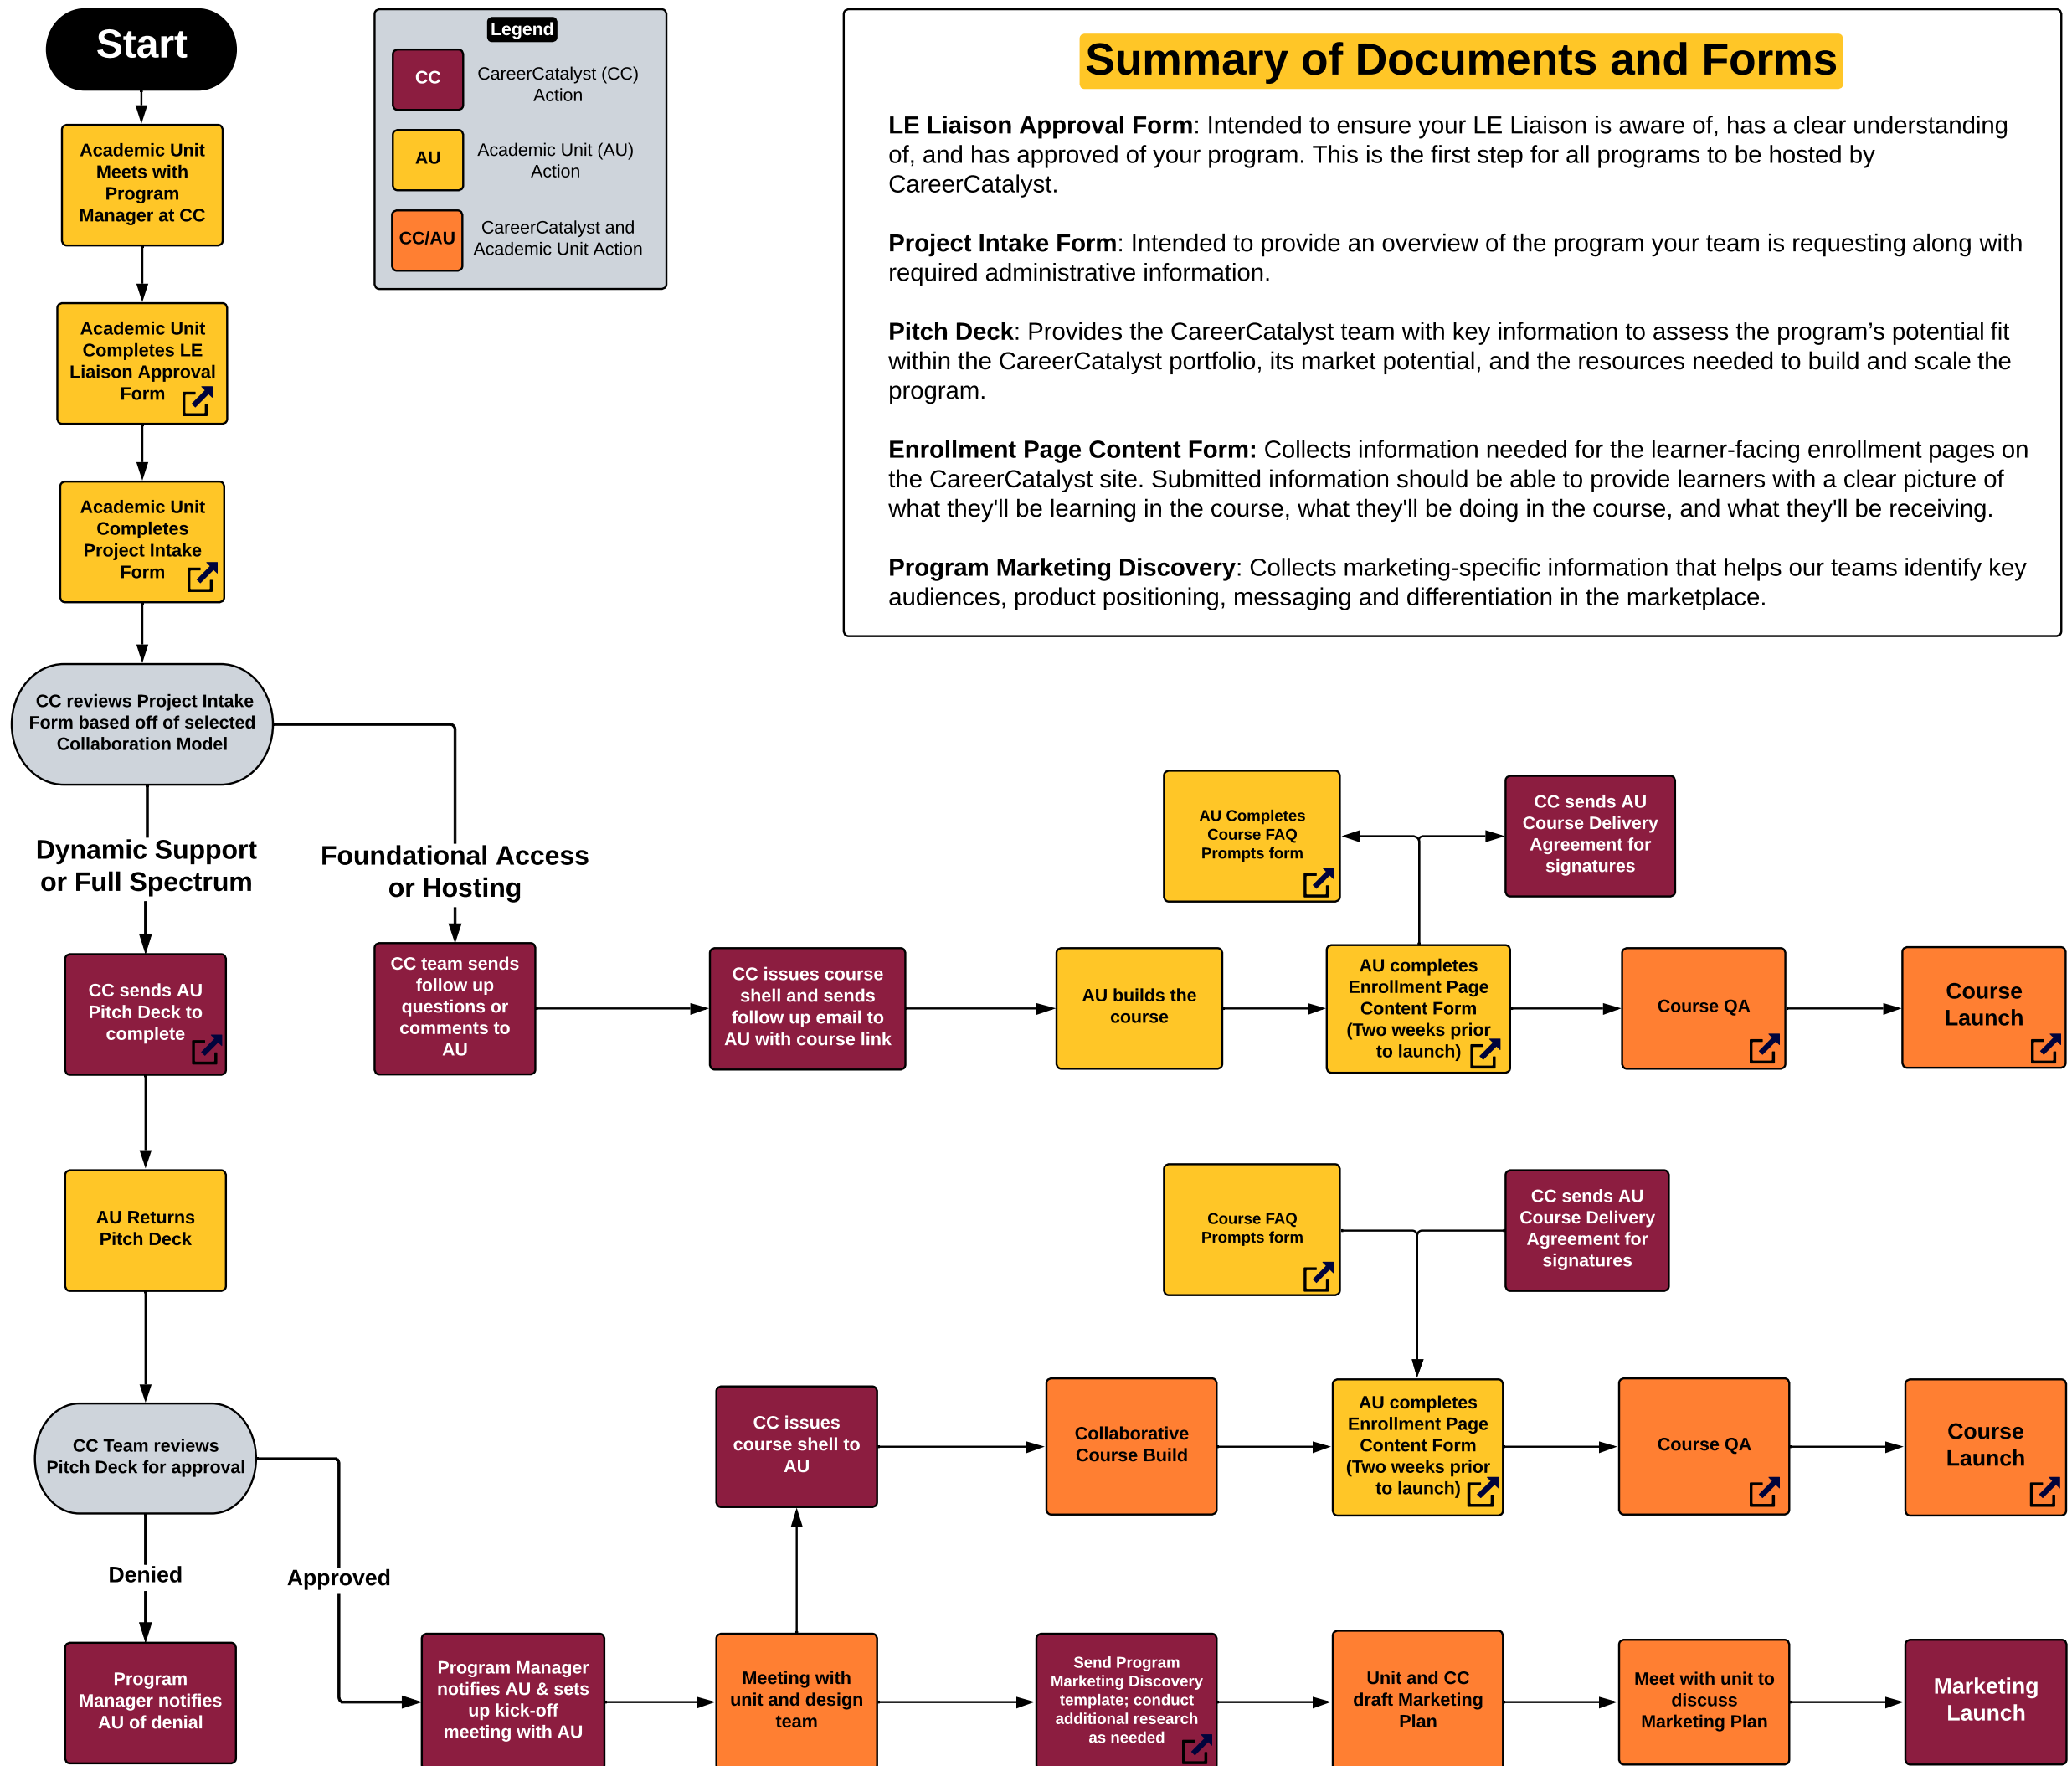 Start
Legend
CC
CareerCatalyst (CC)
Action
AU
Academic Unit (AU)
Action
CC/AU
CareerCatalyst and
Academic Unit Action
Summary of Documents and Forms
LE Liaison Approval Form: Intended to ensure your LE Liaison is aware of, has a clear understanding
of, and has approved of your program. This is the first step for all programs to be hosted by
CareerCatalyst.
Project Intake Form: Intended to provide an overview of the program your team is requesting along with
required administrative information.
Pitch Deck: Provides the CareerCatalyst team with key information to assess the program’s potential fit
within the CareerCatalyst portfolio, its market potential, and the resources needed to build and scale the
program.
Enrollment Page Content Form: Collects information needed for the learner-facing enrollment pages on
the CareerCatalyst site. Submitted information should be able to provide learners with a clear picture of
what they'll be learning in the course, what they'll be doing in the course, and what they'll be receiving.
Program Marketing Discovery: Collects marketing-specific information that helps our teams identify key
audiences, product positioning, messaging and differentiation in the marketplace.
Academic Unit
Meets with
Program
Manager at CC
Academic Unit
Completes LE
Liaison Approval
Form
Academic Unit
Completes
Project Intake
Form
CC reviews Project Intake
Form based off of selected
Collaboration Model
Dynamic Support
or Full Spectrum
Foundational Access
or Hosting
AU Completes
Course FAQ
Prompts form
CC sends AU
Course Delivery
Agreement for
signatures
CC sends AU
Pitch Deck to
complete
CC team sends
follow up
questions or
comments to
AU
CC issues course
shell and sends
follow up email to
AU with course link
AU builds the
course
AU completes
Enrollment Page
Content Form
(Two weeks prior
to launch)
Course QA
Course
Launch
AU Returns
Pitch Deck
Course FAQ
Prompts form
CC sends AU
Course Delivery
Agreement for
signatures
CC Team reviews
Pitch Deck for approval
CC issues
course shell to
AU
Collaborative
Course Build
AU completes
Enrollment Page
Content Form
(Two weeks prior
to launch)
Course QA
Course
Launch
Denied
Approved
Program
Manager notifies
AU of denial
Program Manager
notifies AU & sets
up kick-off
meeting with AU
Meeting with
unit and design
team
Send Program
Marketing Discovery
template; conduct
additional research
as needed
Unit and CC
draft Marketing
Plan
Meet with unit to
discuss
Marketing Plan
Marketing
Launch